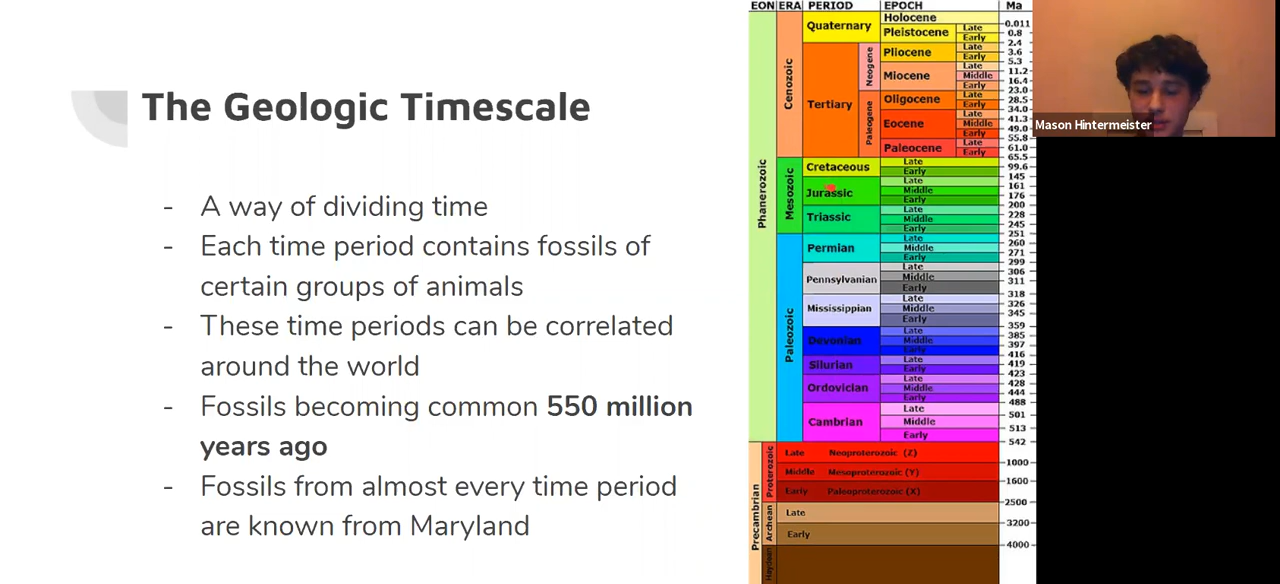 The Geologic Timescale
- A way of dividing time
- Each time period contains fossils of
certain groups of animals
- These time periods can be correlated
around the world
- Fossils becoming common 550 million
years ago
- Fossils from almost every time period
are known from Maryland
EON ERA PERIOD EPOCH Ma
Phanerozoic
Cenozoic
Quaternary
Holocene
0.011
Pleistocene
Late
0.8
Early
2.4
Tertiary
Neogene
Pliocene
Late
3.6
Early
5.3
Miocene
Late
11.2
Middle
16.4
Early
23.0
Paleogene
Oligocene
Late
28.5
Early
34.0
Eocene
Late
41.3
Middle
49.0
Early
55.8
Paleocene
Late
61.0
Early
65.5
Mesozoic
Cretaceous
Late
99.6
Early
145
Jurassic
Late
161
Middle
176
Early
200
Triassic
Late
228
Middle
245
Early
251
Paleozoic
Permian
Late
260
Middle
271
Early
299
Pennsylvanian
Late
306
Middle
311
Early
318
Mississippian
Late
326
Middle
345
Early
359
Devonian
Late
385
Middle
397
Early
416
Silurian
Late
419
Early
423
Ordovician
Late
428
Middle
444
Early
488
Cambrian
Late
501
Middle
513
Early
542
Precambrian
Proterozoic
Late Neoproterozoic (Z)
1000
Middle Mesoproterozoic (Y)
1600
Early Paleoproterozoic (X)
2500
Archean
Late
3200
Early
4000
Mason Hintermeister